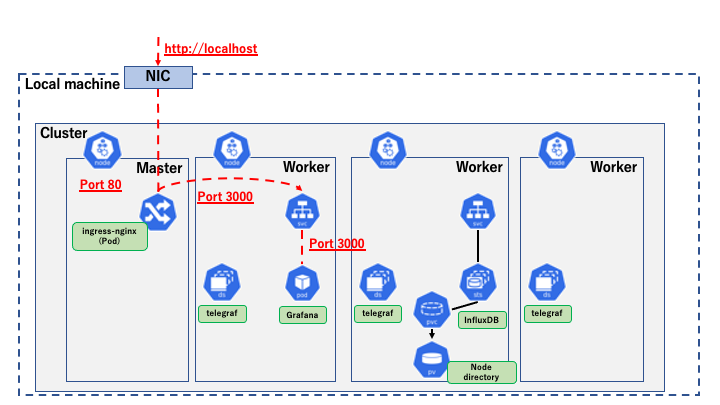 http://localhost
NIC
Local machine
Cluster
node
node
node
node
Master
Worker
Worker
Worker
Port 80
Port 3000
ingress-nginx
(Pod)
svc
svc
Port 3000
ds
pod
ds
sts
ds
telegraf
Grafana
telegraf
pvc
InfluxDB
telegraf
pv
Node
directory